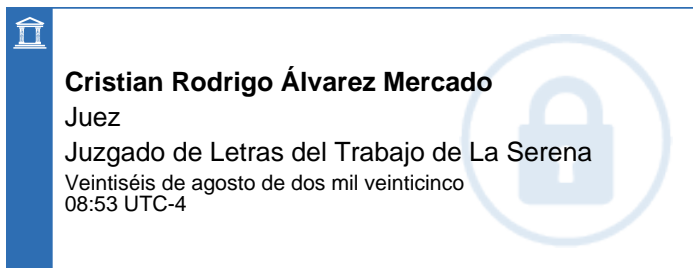 Cristian Rodrigo Álvarez Mercado
Juez
Juzgado de Letras del Trabajo de La Serena
Veintiséis de agosto de dos mil veinticinco
08:53 UTC-4